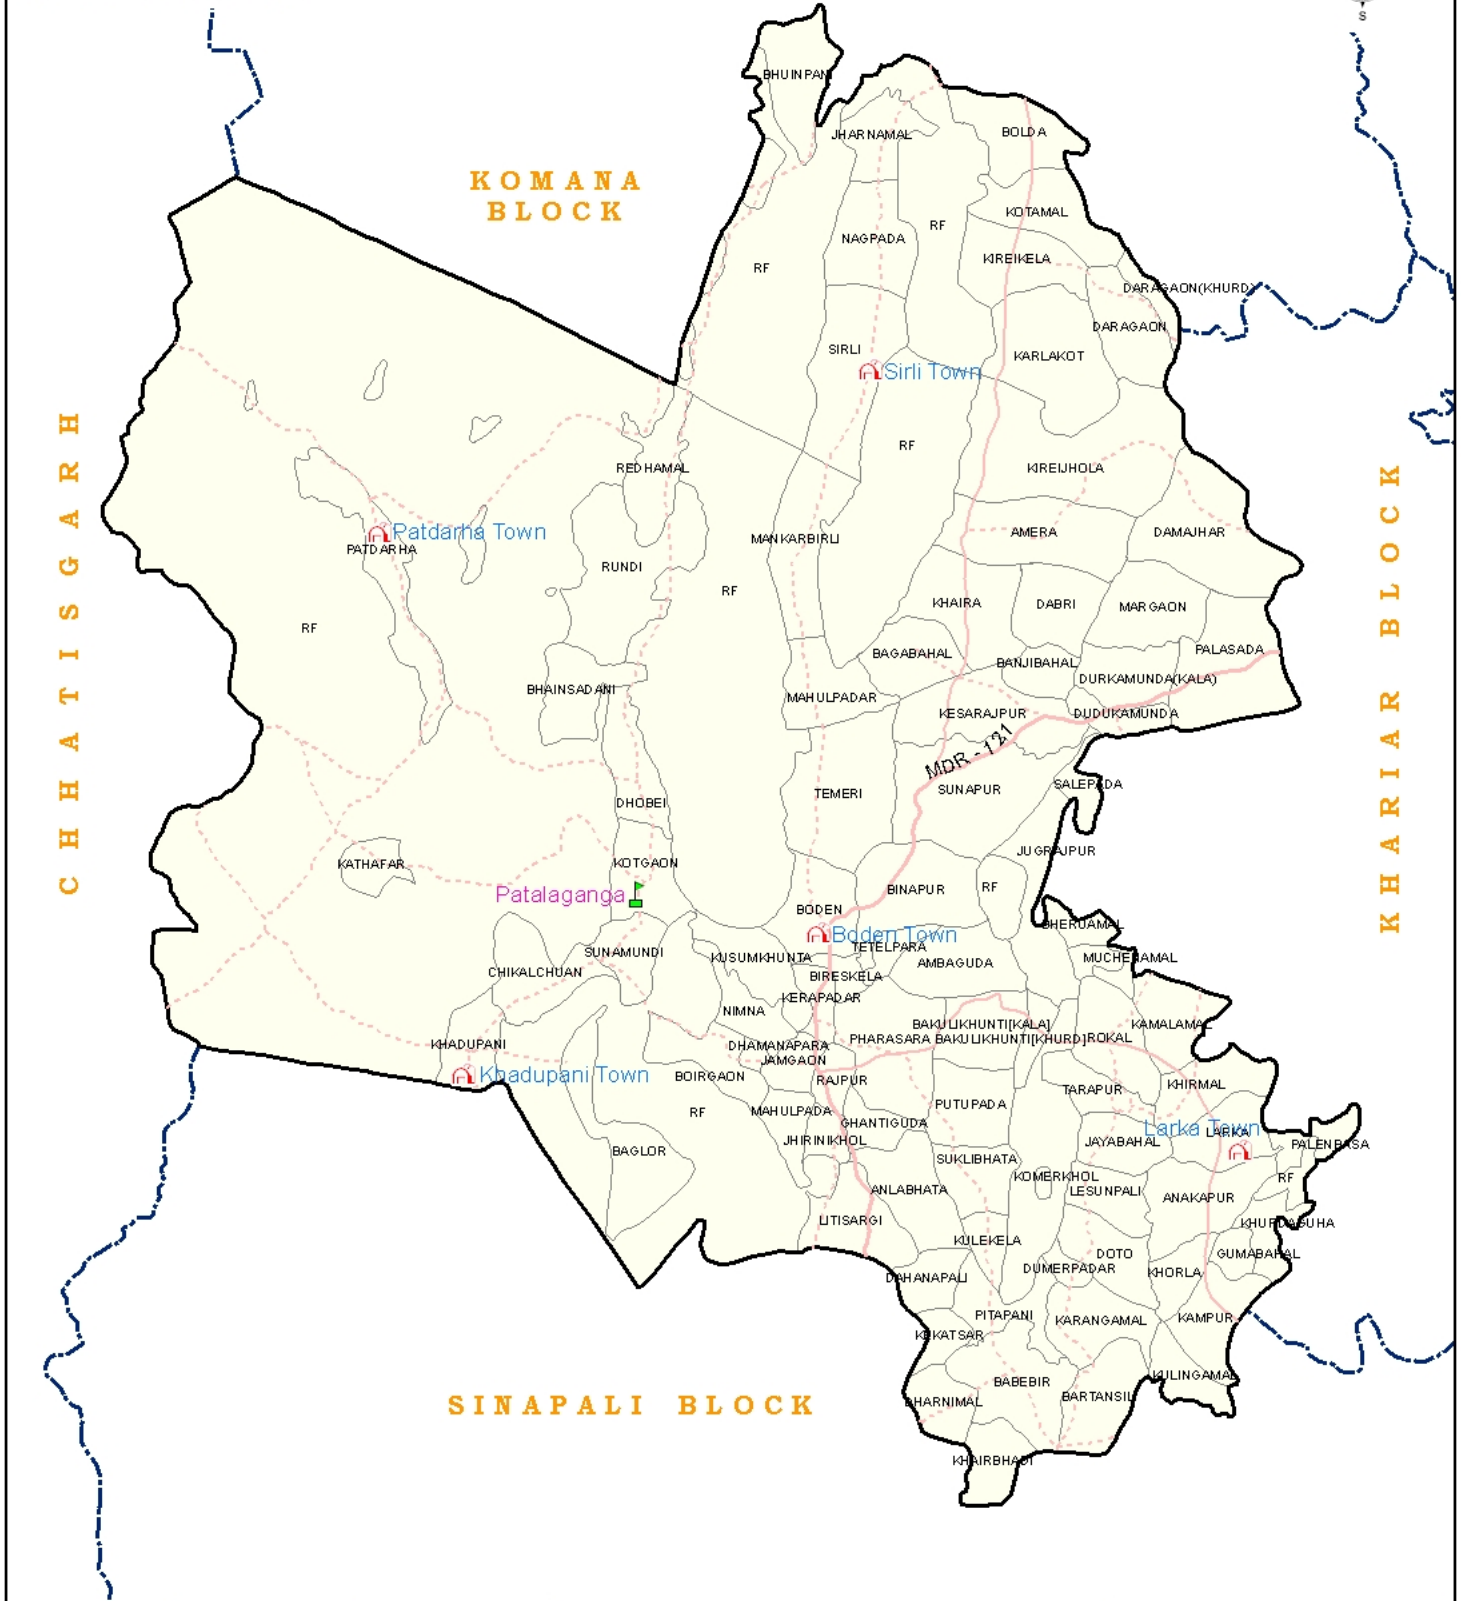 S
BHUINPANI
JHARNAMAL
BOLDA
KOMANA
BLOCK
KOTAMAL
RF
NAGPADA
KIREIKELA
RF
DARAGAON(KHURD)
DARAGAON
SIRLI
KARLAKOT
Sirli Town
CHHATISGARH
RF
REDHAMAL
KIREIJHOLA
KHARIAR BLOCK
Patdarha Town
AMERA
DAMAJHAR
MANKARBIRLI
PATDARHA
RUNDI
RF
KHAIRA
DABRI
MARGAON
RF
PALASADA
BAGABAHAL
BANJIBAHAL
DURKAMUNDA(KALA)
BHAINSADANI
MAHULPADAR
KESARAJPUR
DUDUKAMUNDA
MDR - 121
SALEPADA
SUNAPUR
TEMERI
DHOBEI
JUGRAJPUR
KOTGAON
KATHAFAR
RF
BINAPUR
Patalaganga
BODEN
BHERUAMAL
Boden Town
TETELPARA
SUNAMUNDI
KUSUMKHUNTA
MUCHENAMAL
AMBAGUDA
CHIKALCHUAN
BIRESKELA
KERAPADAR
NIMNA
BAKULIKHUNTI[KALA]
KAMALAMAL
PHARASARA
BAKULIKHUNTI[KHURD]
ROKAL
KHADUPANI
DHAMANAPARA
JAMGAON
Khadupani Town
BOIRGAON
RAJPUR
KHIRMAL
TARAPUR
PUTUPADA
RF
MAHULPADA
GHANTIGUDA
Larka Town
LARKA
JHIRINIKHOL
JAYABAHAL
PALENBASA
BAGLOR
SUKLIBHATA
KOMERKHOL
RF
ANLABHATA
LESUNPALI
ANAKAPUR
LITISARGI
KHURDAGUHA
KULEKELA
DOTO
GUMABAHAL
DUMERPADAR
KHORLA
DAHANAPALI
PITAPANI
KARANGAMAL
KAMPUR
KEKATSAR
KULINGAMAL
BABEBIR
BARTANSIL
DHARNIMAL
SINAPALI BLOCK
KHAIRBHADI